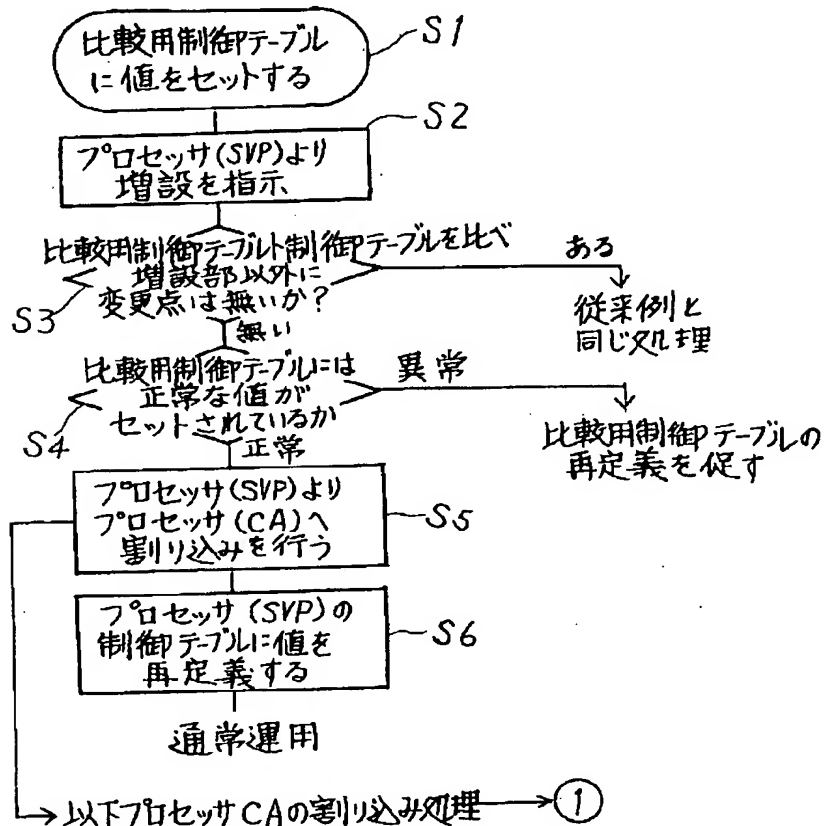 比較用制御テーブル
に値をセットする
S1
S2
プロセッサ(SVP)より
増設を指示
比較用制御テーブルト制御テーブルを比べ
増設部以外に
変更点は無いか?
S3
ある
従来例と
同じ処理
無い
比較用制御テーブルには
正常な値が
セットされているか
S4
異常
比較用制御テーブルの
再定義を促す
正常
プロセッサ(SVP)より
プロセッサ(CA)へ
割り込みを行う
S5
プロセッサ(SVP)の
制御テーブルに値を
再定義する
S6
通常運用
以下プロセッサCAの割り込み処理
1